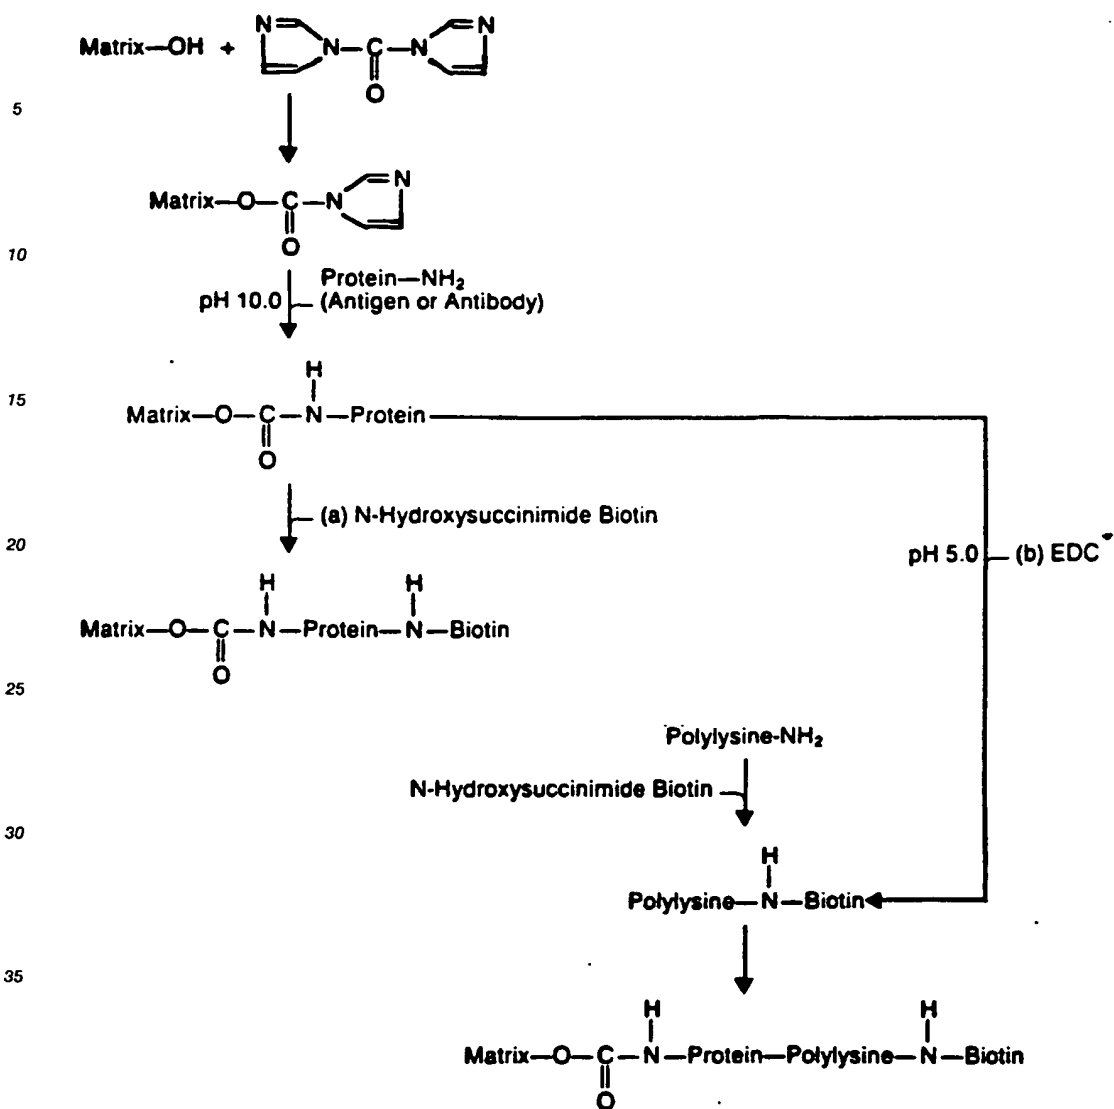 N N
Matrix—OH + N—C—N
O
5
N
Matrix—O—C—N
O
10
Protein—NH₂
pH 10.0 (Antigen or Antibody)
H
15
Matrix—O—C—N—Protein
O
(a) N-Hydroxysuccinimide Biotin
20
pH 5.0 (b) EDC
H H
Matrix—O—C—N—Protein—N—Biotin
O
25
Polylysine-NH₂
N-Hydroxysuccinimide Biotin
30
H
Polylysine—N—Biotin
35
H H
Matrix—O—C—N—Protein—Polylysine—N—Biotin
O